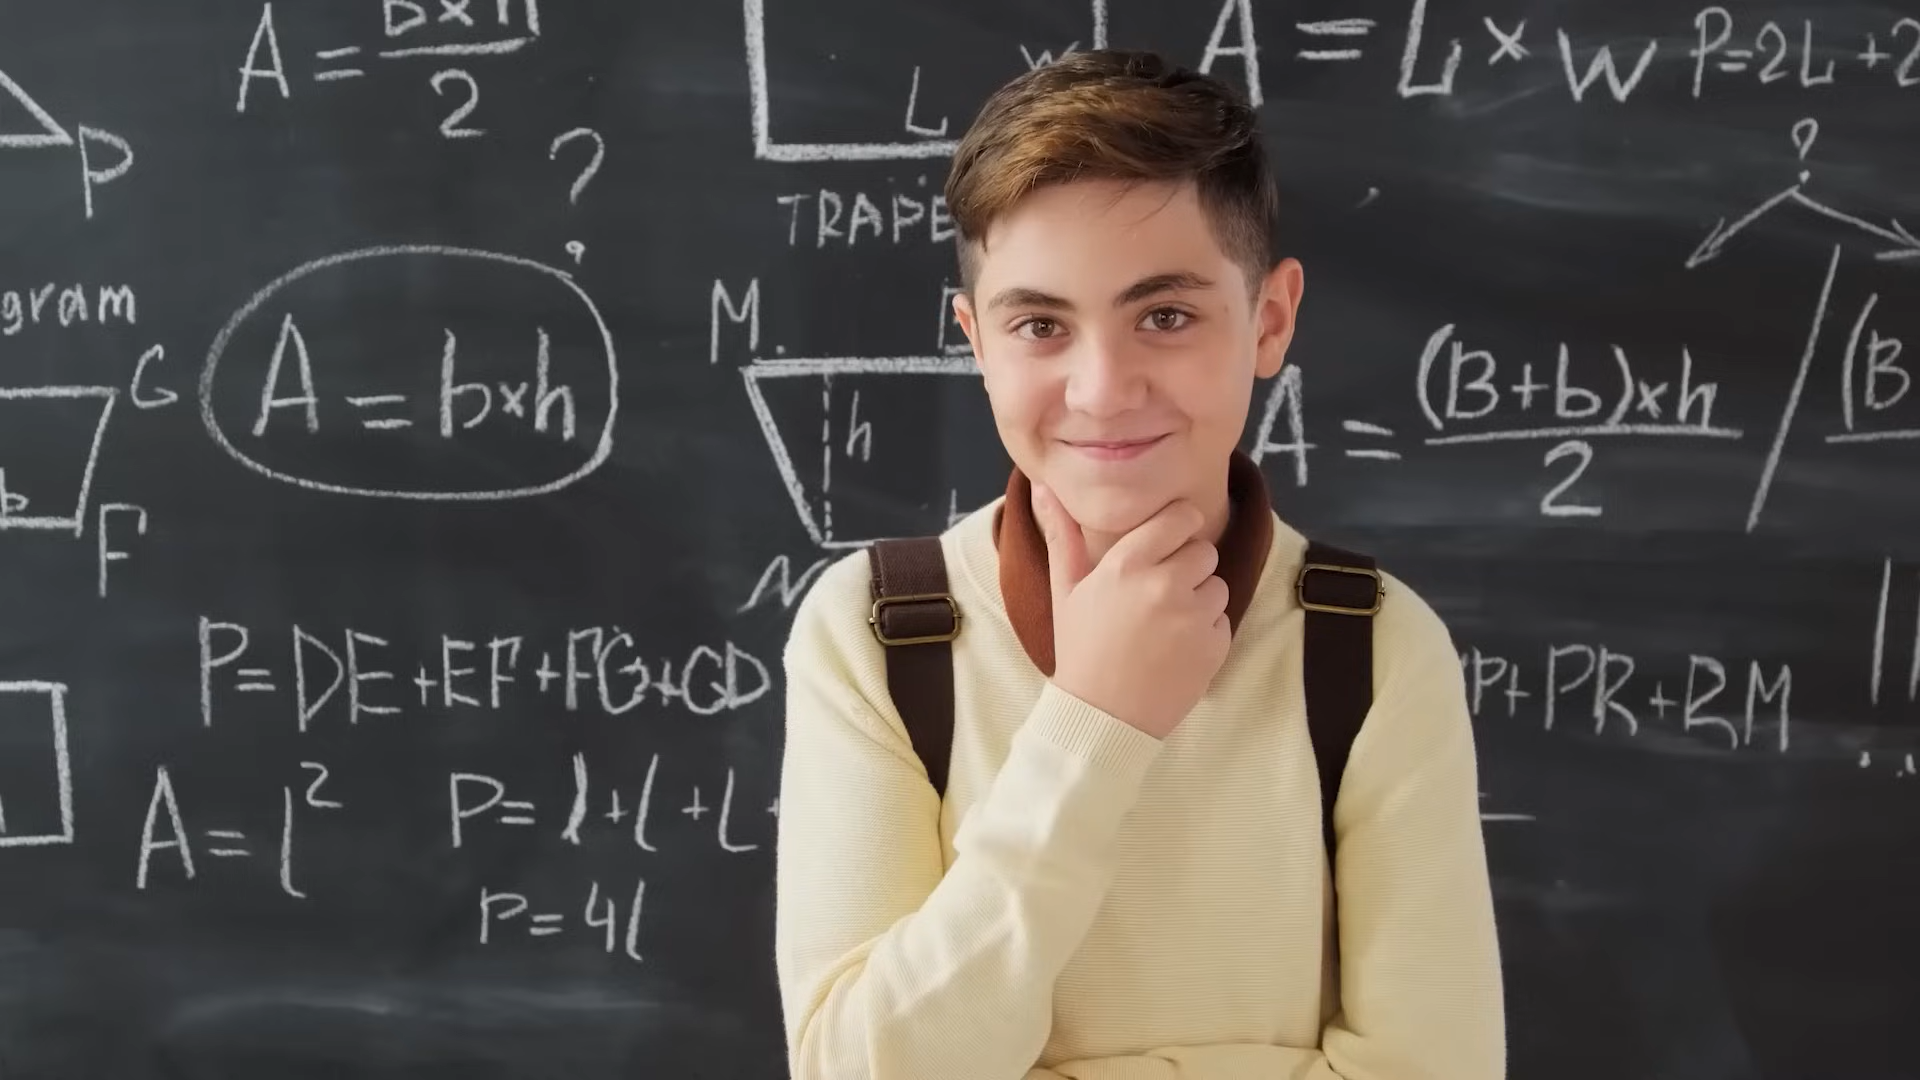 A = b×h / 2
L
w
A = L × w
P=2L +2
P
?
?
TRAPE
gram
G
b
F
A = b×h
M
h
N
A = (B+b)×h / 2
(B
P= DE+EF+FG+GD
P+PR+RM
A = l²
P= l+l+L+
P= 4l